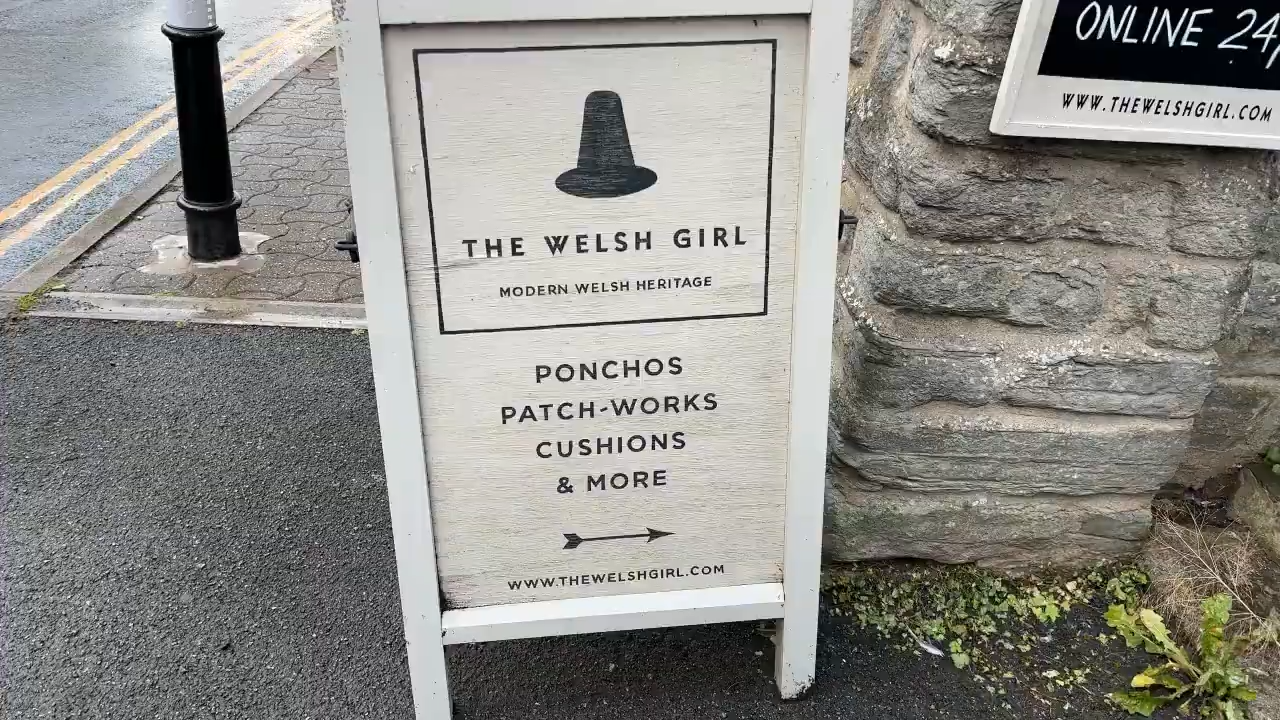 THE WELSH GIRL
MODERN WELSH HERITAGE
PONCHOS
PATCH-WORKS
CUSHIONS
& MORE
WWW.THEWELSHGIRL.COM
ONLINE 24/
WWW.THEWELSHGIRL.COM